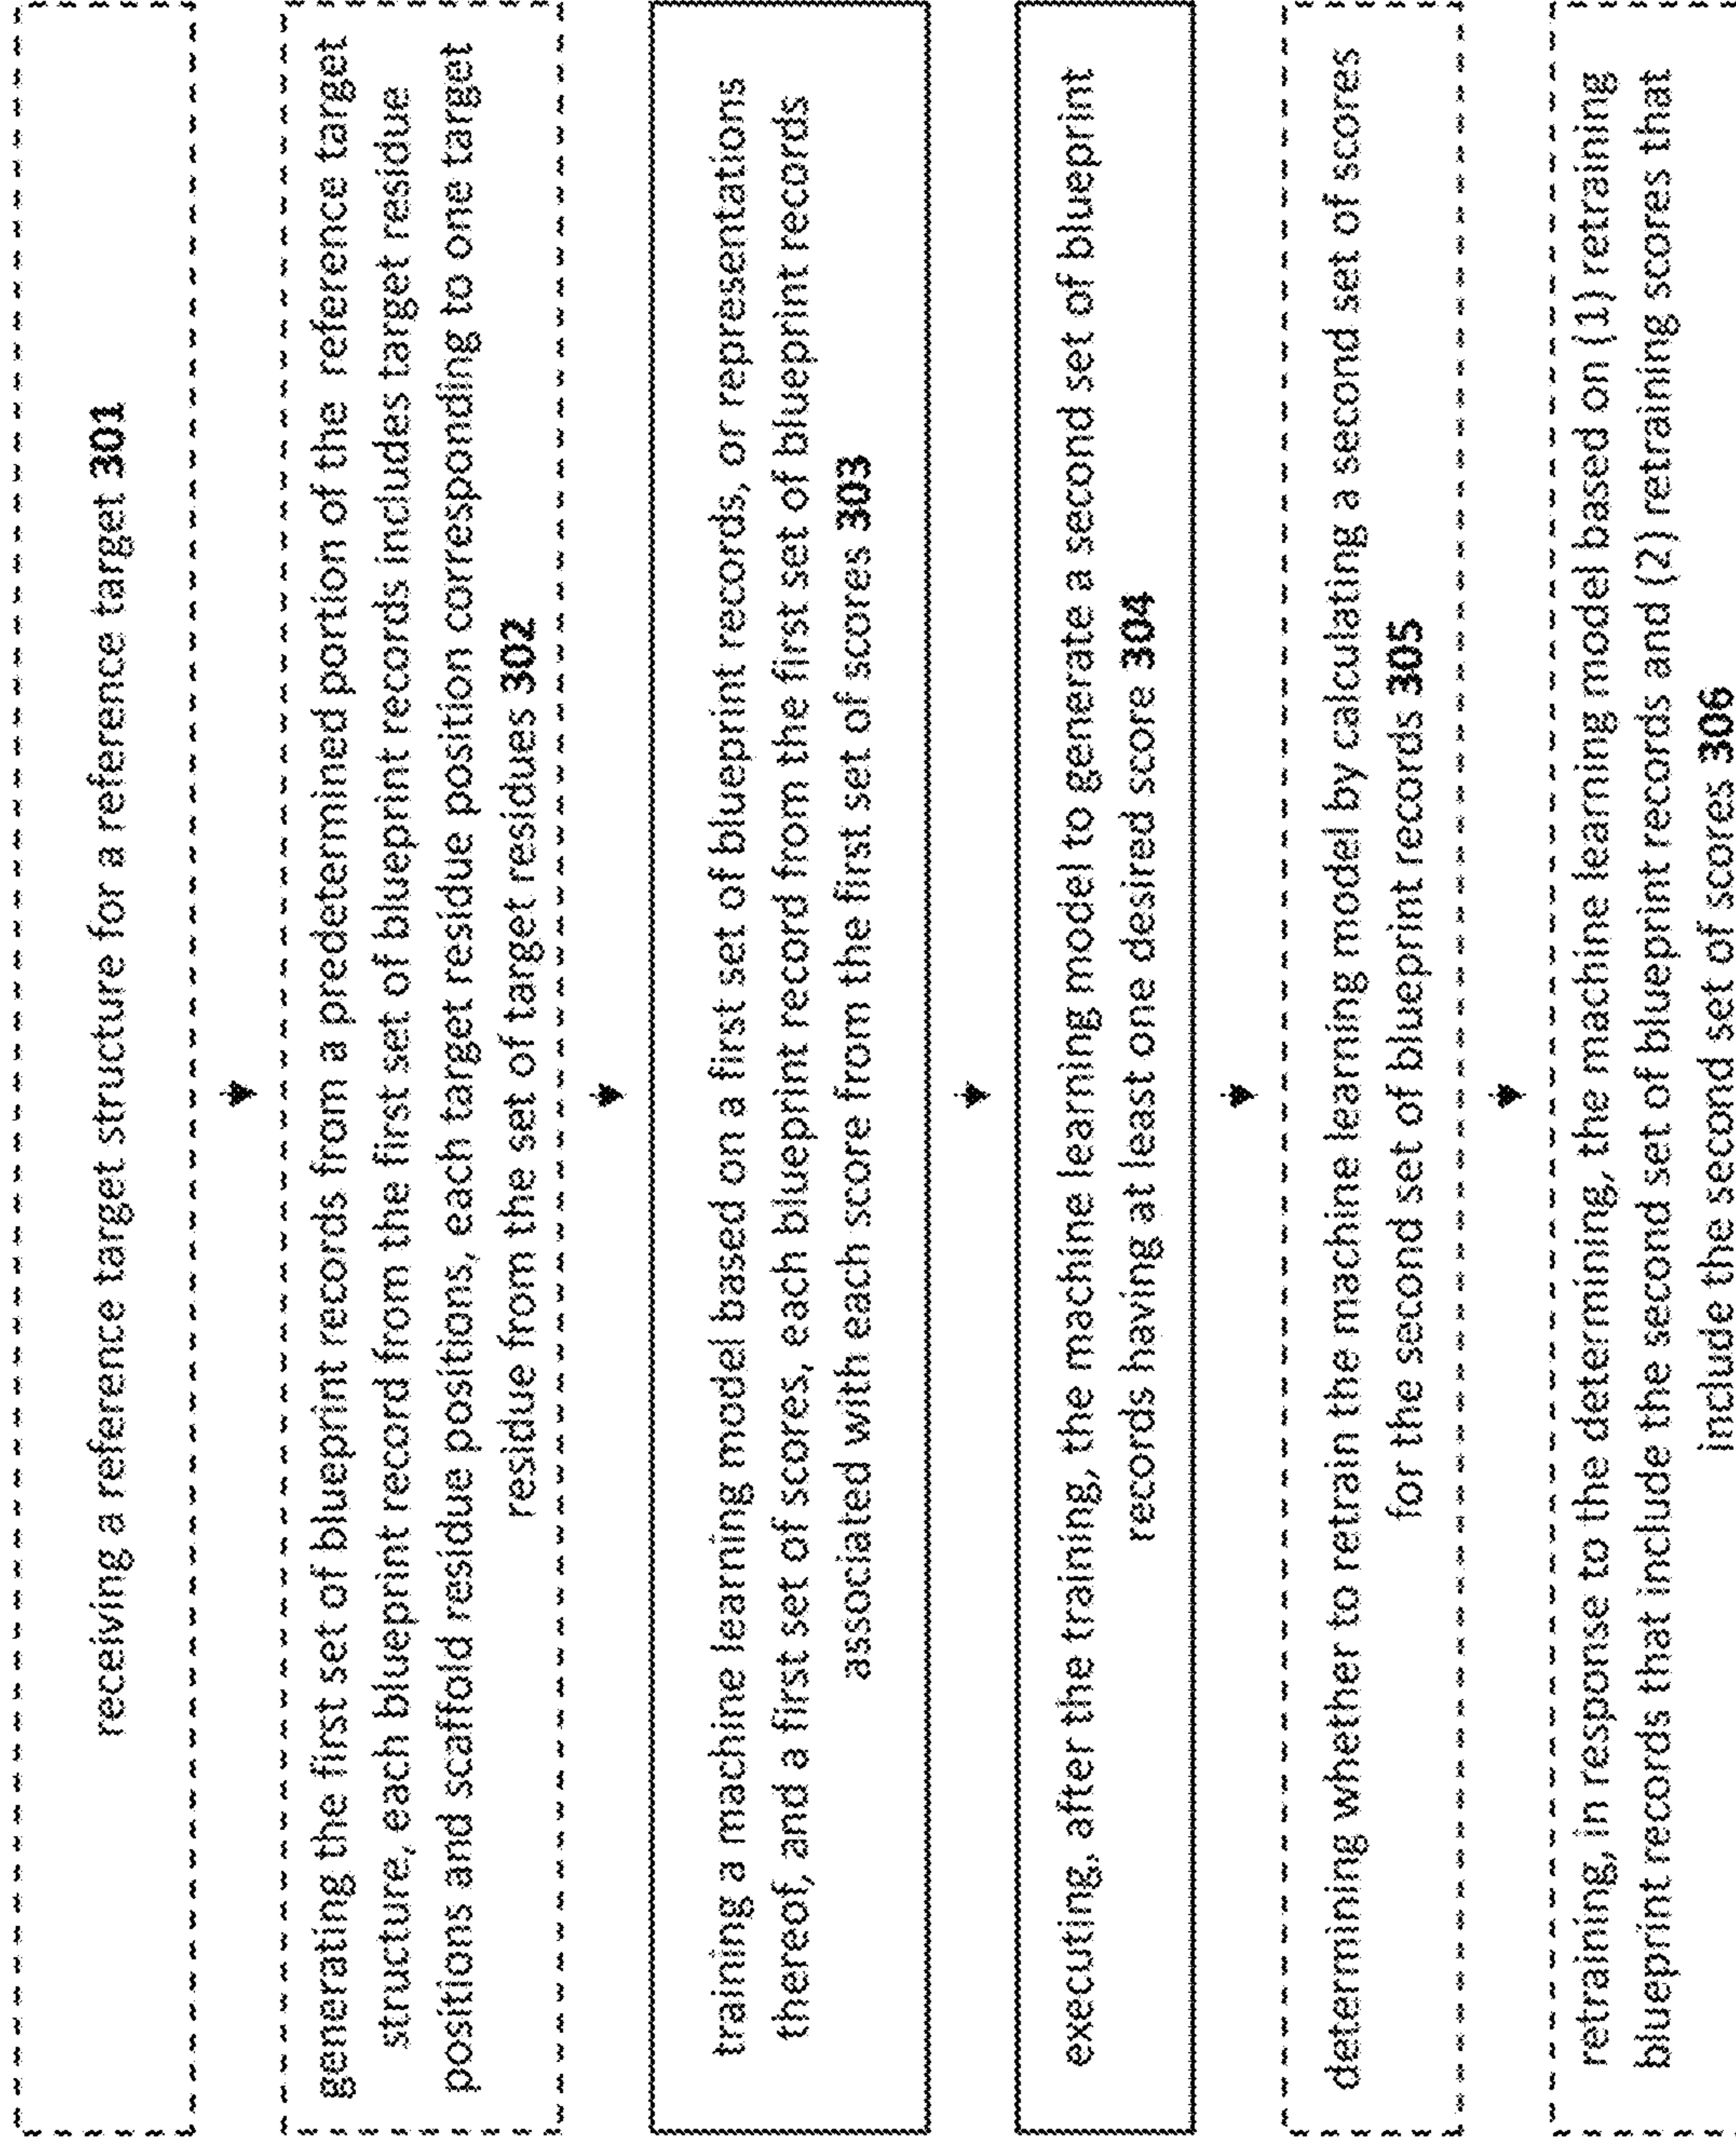 receiving a reference target structure for a reference target 301
generating the first set of blueprint records from a predetermined portion of the reference target
structure, each blueprint record from the first set of blueprint records includes target residue
positions and scaffold residue positions, each target residue position corresponding to one target
residue from the set of target residues 302
training a machine learning model based on a first set of blueprint records, or representations
thereof, and a first set of scores, each blueprint record from the first set of blueprint records
associated with each score from the first set of scores 303
executing, after the training, the machine learning model to generate a second set of blueprint
records having at least one desired score 304
determining whether to retrain the machine learning model by calculating a second set of scores
for the second set of blueprint records 305
retraining, in response to the determining, the machine learning model based on (1) retraining
blueprint records that include the second set of blueprint records and (2) retraining scores that
include the second set of scores 306